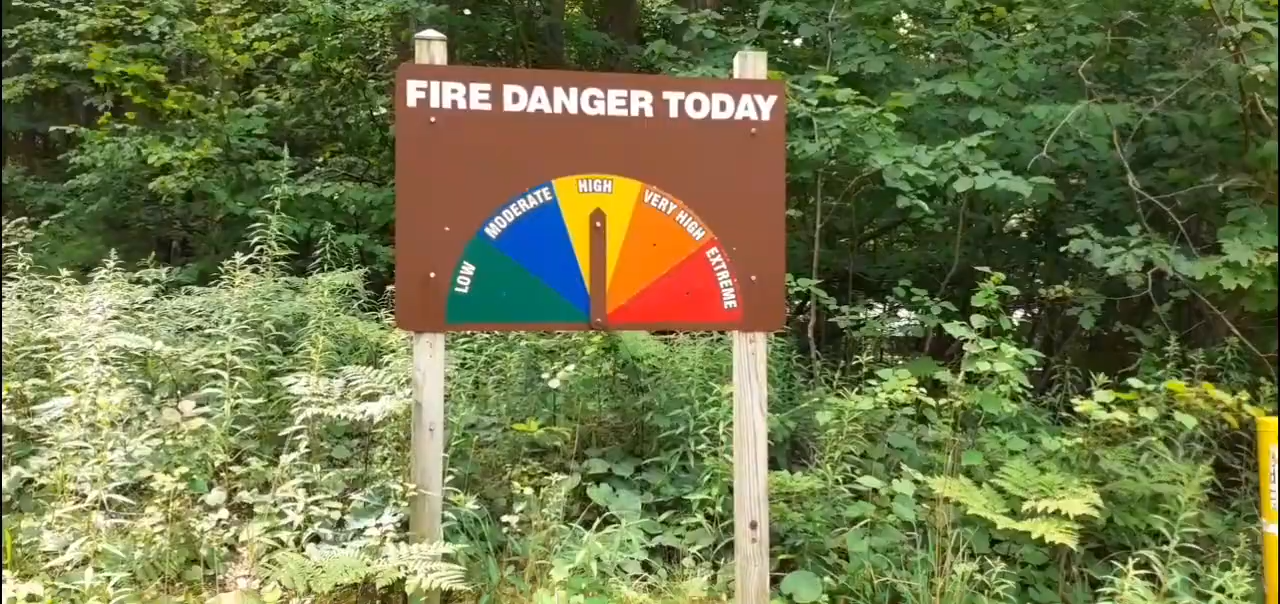 FIRE DANGER TODAY
LOW
MODERATE
HIGH
VERY HIGH
EXTREME